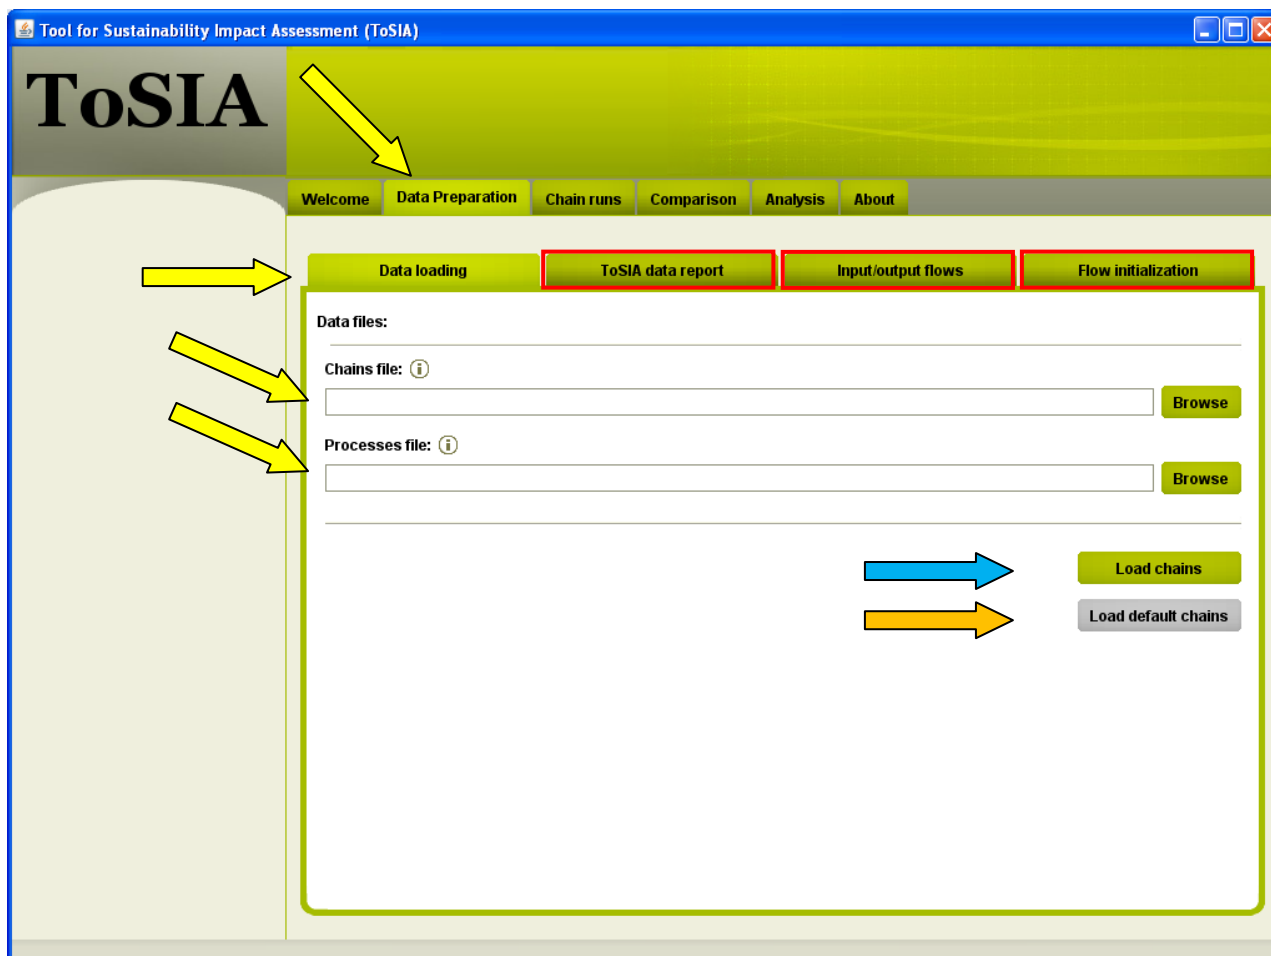 Tool for Sustainability Impact Assessment (ToSIA)
ToSIA
Welcome Data Preparation Chain runs Comparison Analysis About
Data loading ToSIA data report Input/output flows Flow initialization
Data files:
Chains file: i
Browse
Processes file: i
Browse
Load chains
Load default chains